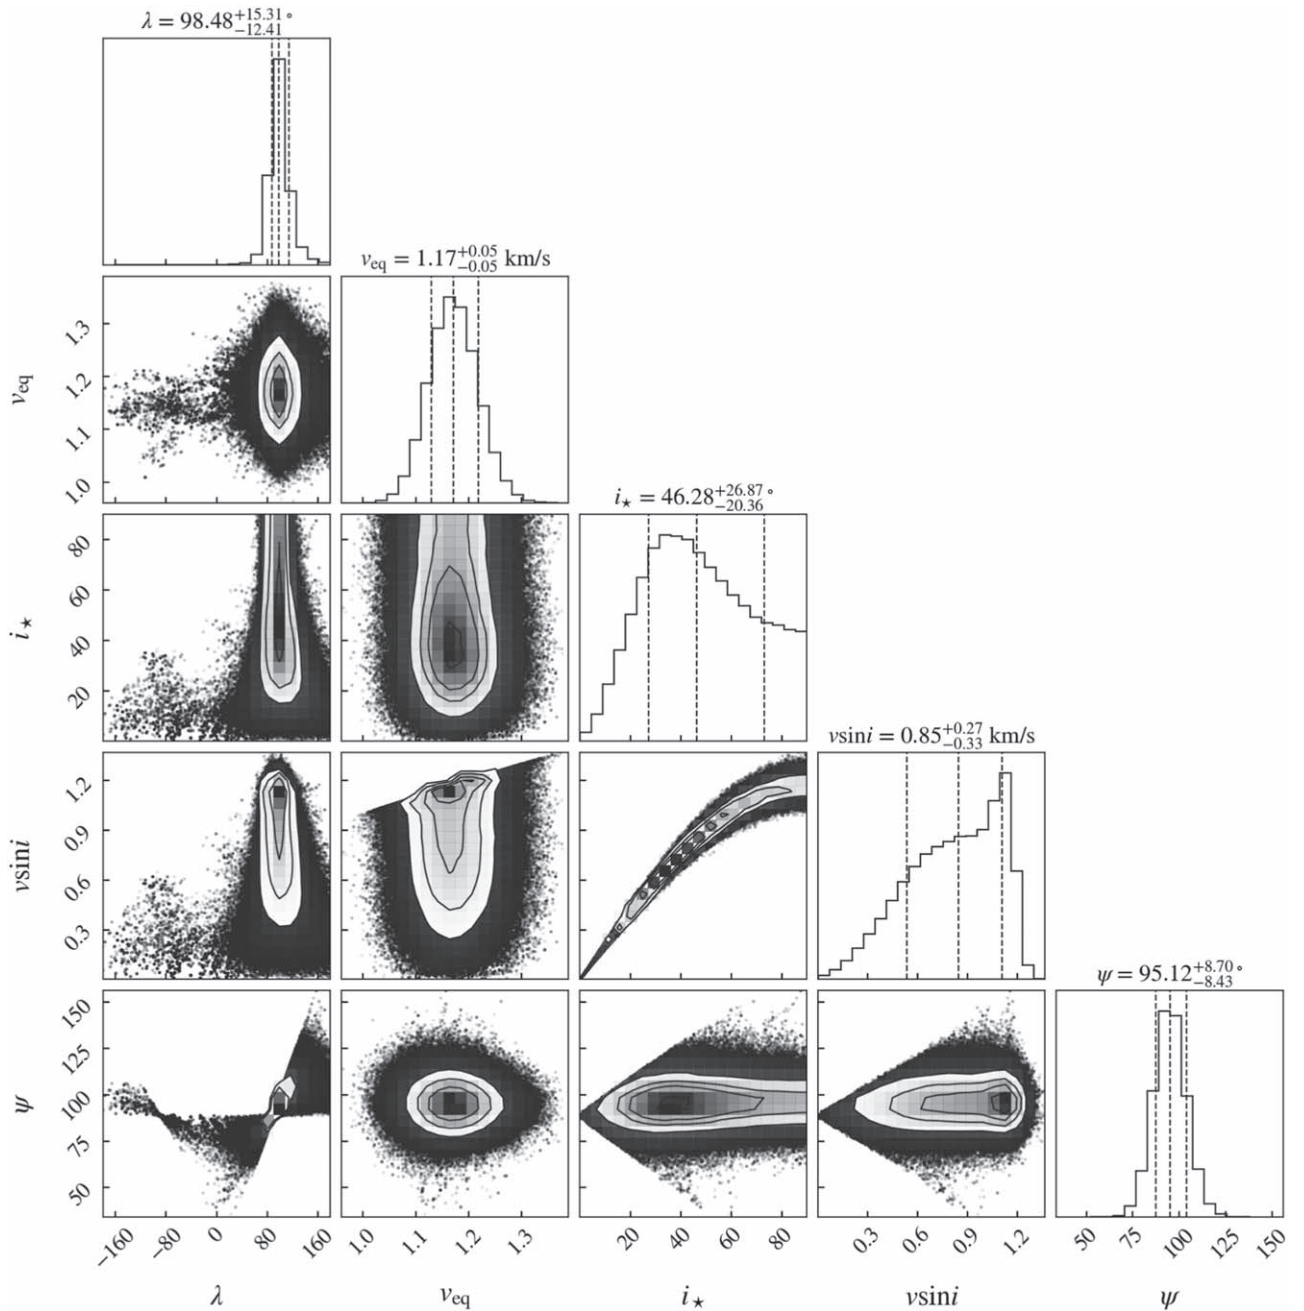 λ = 98.48+15.31−12.41°
veq = 1.17+0.05−0.05 km/s
1.3
1.2
1.1
1.0
veq
i⋆ = 46.28+26.87−20.36°
80
60
40
20
i⋆
vsini = 0.85+0.27−0.33 km/s
1.2
0.9
0.6
0.3
vsini
ψ = 95.12+8.70−8.43°
150
125
100
75
50
ψ
−160 −80 0 80 160 1.0 1.1 1.2 1.3 20 40 60 80 0.3 0.6 0.9 1.2 50 75 100 125 150
λ veq i⋆ vsini ψ